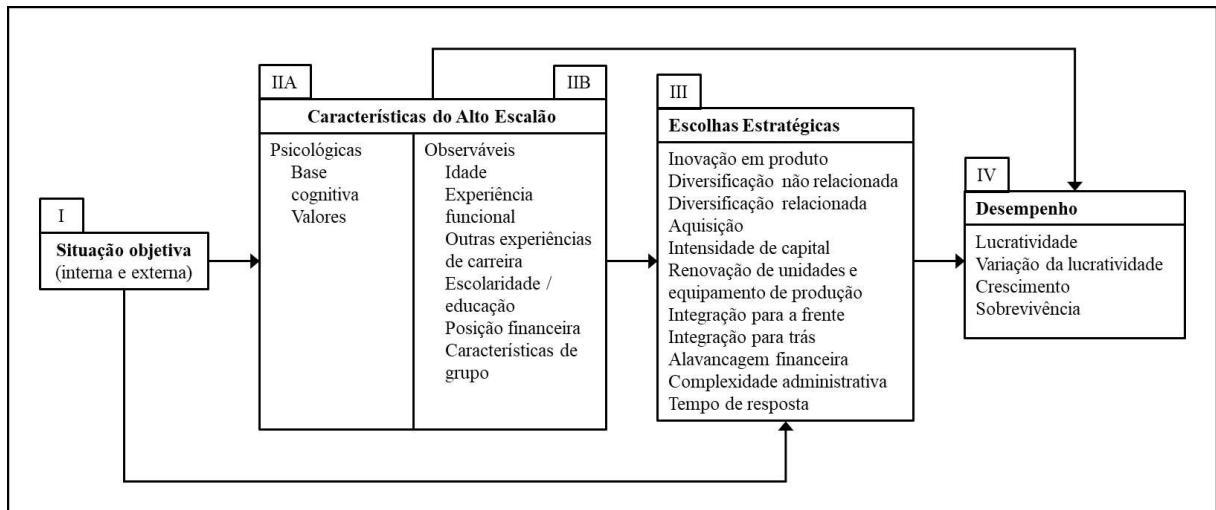 I
Situação objetiva
(interna e externa)
IIA
IIB
Características do Alto Escalão
Psicológicas
Base
cognitiva
Valores
Observáveis
Idade
Experiência
funcional
Outras experiências
de carreira
Escolaridade /
educação
Posição financeira
Características de
grupo
III
Escolhas Estratégicas
Inovação em produto
Diversificação não relacionada
Diversificação relacionada
Aquisição
Intensidade de capital
Renovação de unidades e
equipamento de produção
Integração para a frente
Integração para trás
Alavancagem financeira
Complexidade administrativa
Tempo de resposta
IV
Desempenho
Lucratividade
Variação da lucratividade
Crescimento
Sobrevivência